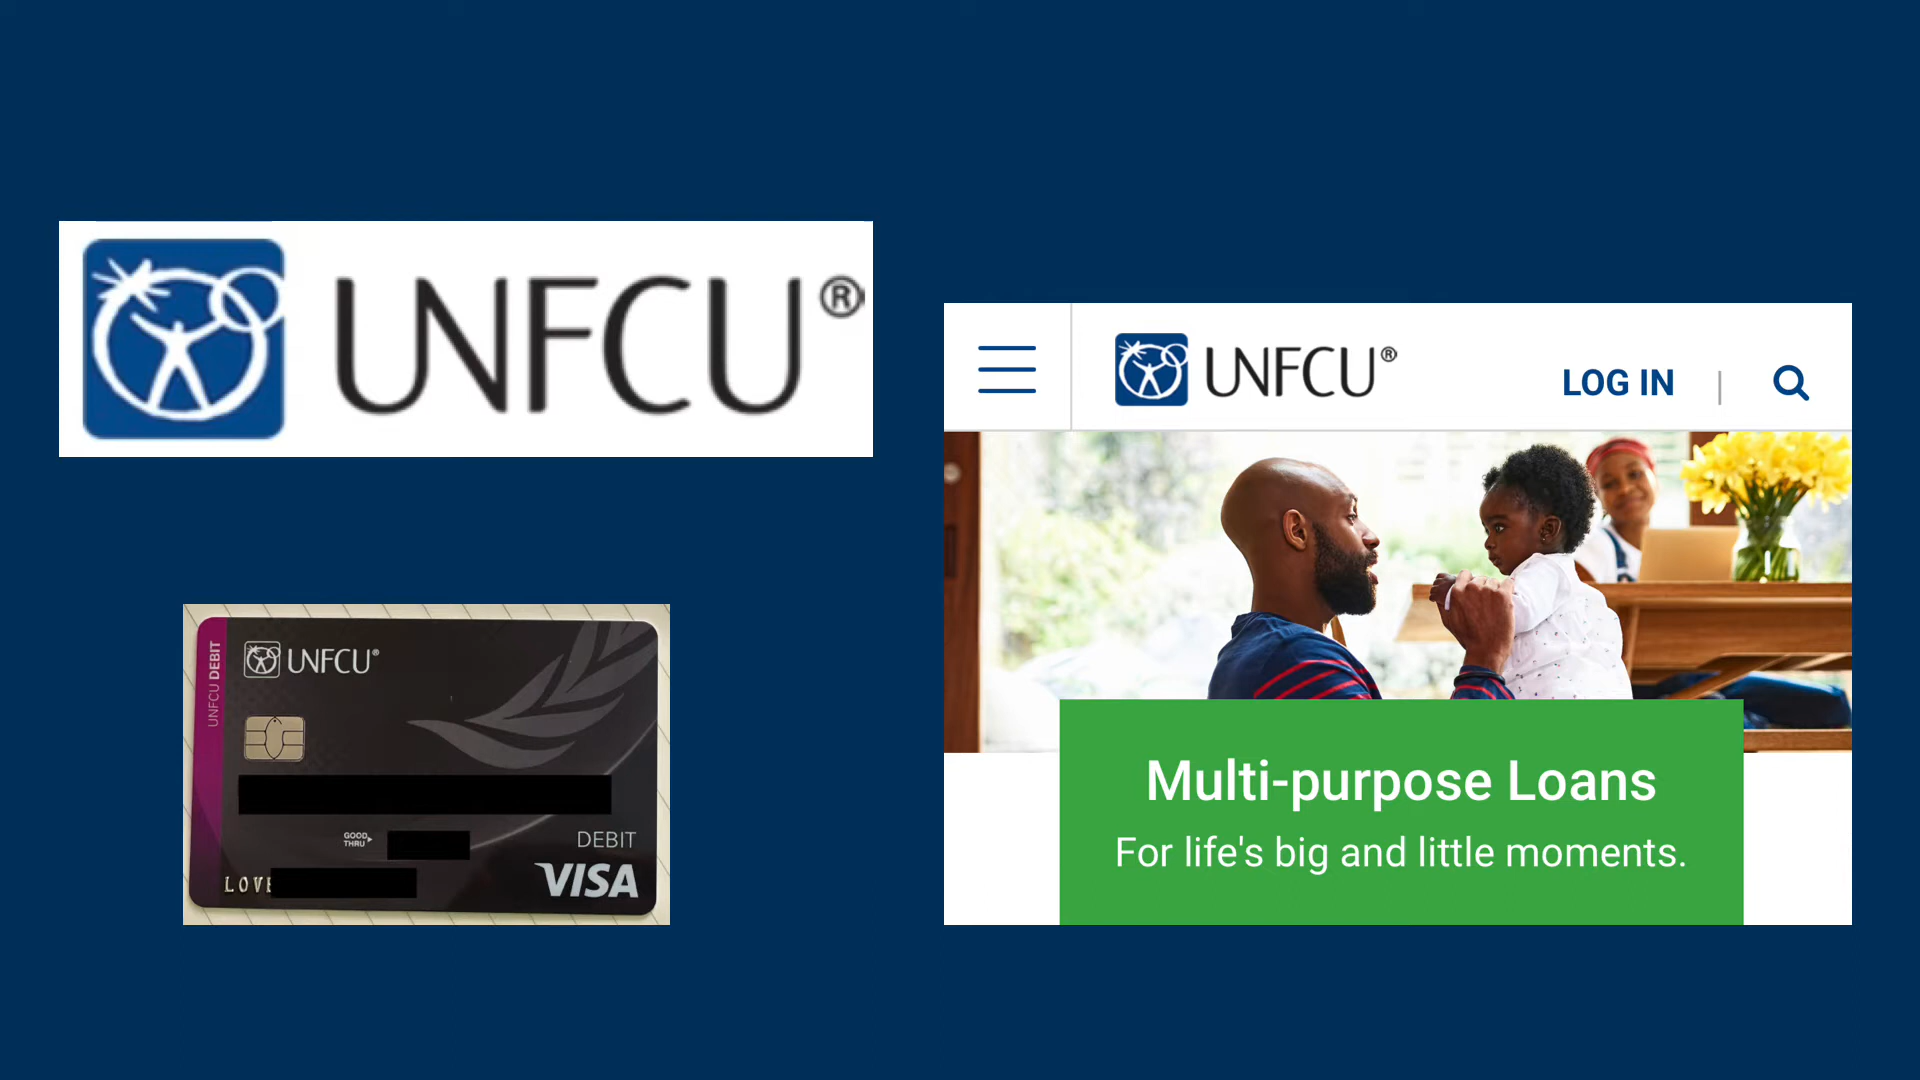 UNFCU®
UNFCU DEBIT
UNFCU®
GOOD
THRU
DEBIT
VISA
LOVE
UNFCU®
LOG IN
Multi-purpose Loans
For life's big and little moments.